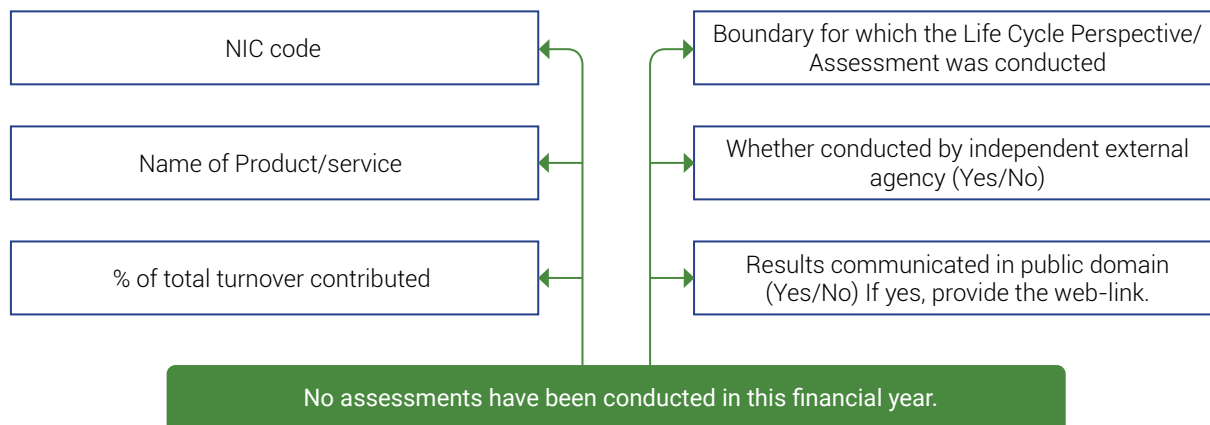 NIC code
Name of Product/service
% of total turnover contributed
Boundary for which the Life Cycle Perspective/
Assessment was conducted
Whether conducted by independent external
agency (Yes/No)
Results communicated in public domain
(Yes/No) If yes, provide the web-link.
No assessments have been conducted in this financial year.